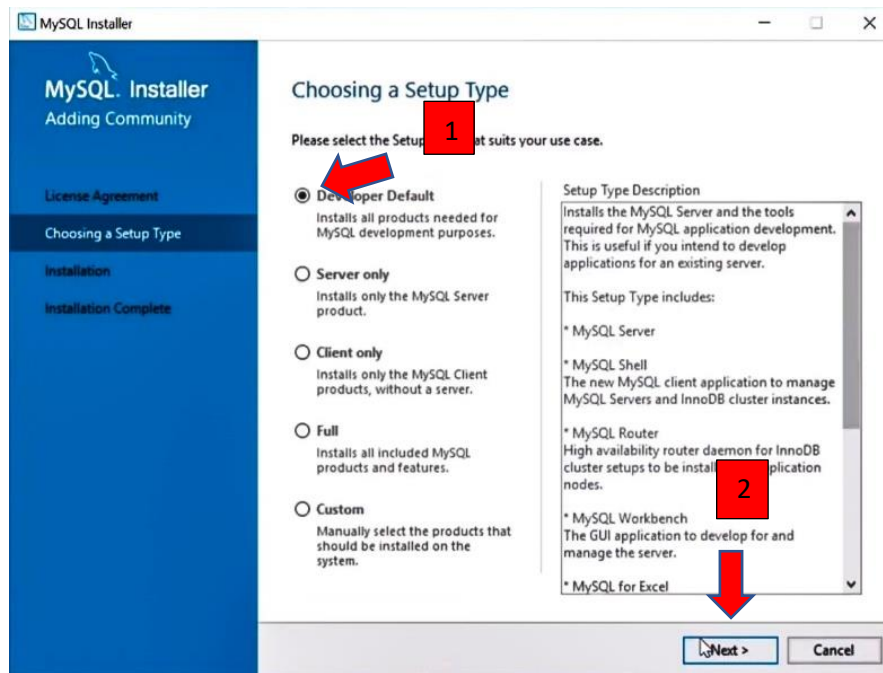 MySQL Installer
MySQL. Installer
Adding Community
License Agreement
Choosing a Setup Type
Installation
Installation Complete
Choosing a Setup Type
Please select the Setup at suits your use case.
1
Developer Default
Installs all products needed for
MySQL development purposes.
Server only
Installs only the MySQL Server
product.
Client only
Installs only the MySQL Client
products, without a server.
Full
Installs all included MySQL
products and features.
Custom
Manually select the products that
should be installed on the
system.
Setup Type Description
Installs the MySQL Server and the tools
required for MySQL application development.
This is useful if you intend to develop
applications for an existing server.
This Setup Type includes:
* MySQL Server
* MySQL Shell
The new MySQL client application to manage
MySQL Servers and InnoDB cluster instances.
* MySQL Router
High availability router daemon for InnoDB
cluster setups to be install plication
nodes.
2
* MySQL Workbench
The GUI application to develop for and
manage the server.
* MySQL for Excel
Next >
Cancel